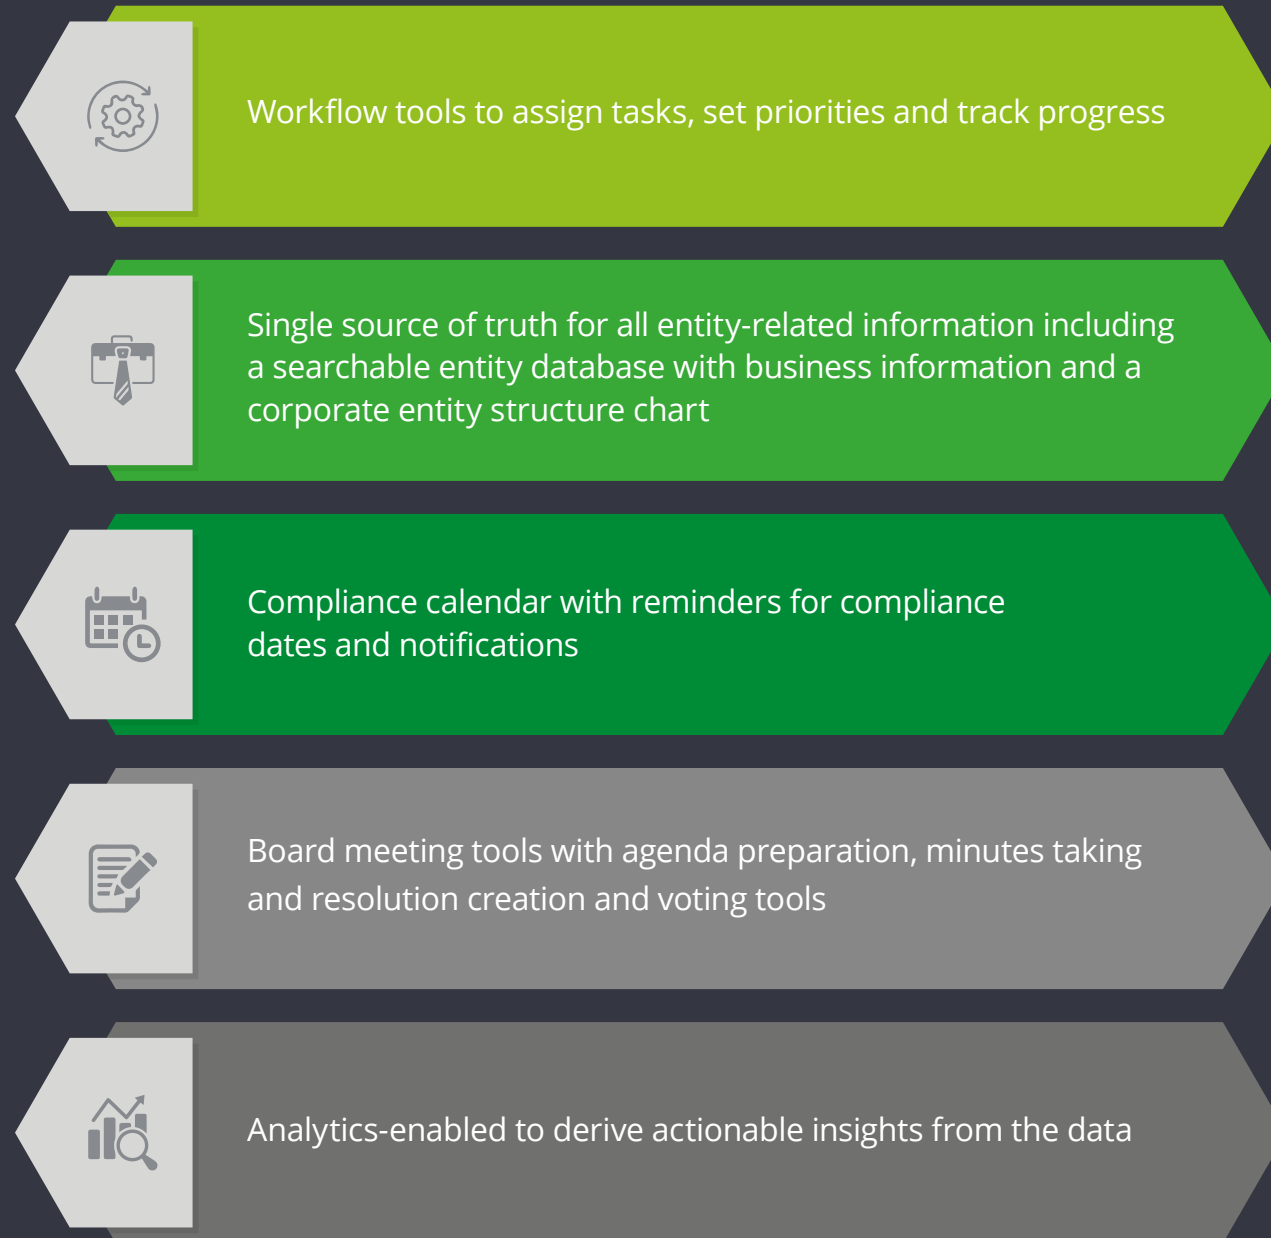 Workflow tools to assign tasks, set priorities and track progress
Single source of truth for all entity-related information including
a searchable entity database with business information and a
corporate entity structure chart
Compliance calendar with reminders for compliance
dates and notifications
Board meeting tools with agenda preparation, minutes taking
and resolution creation and voting tools
Analytics-enabled to derive actionable insights from the data